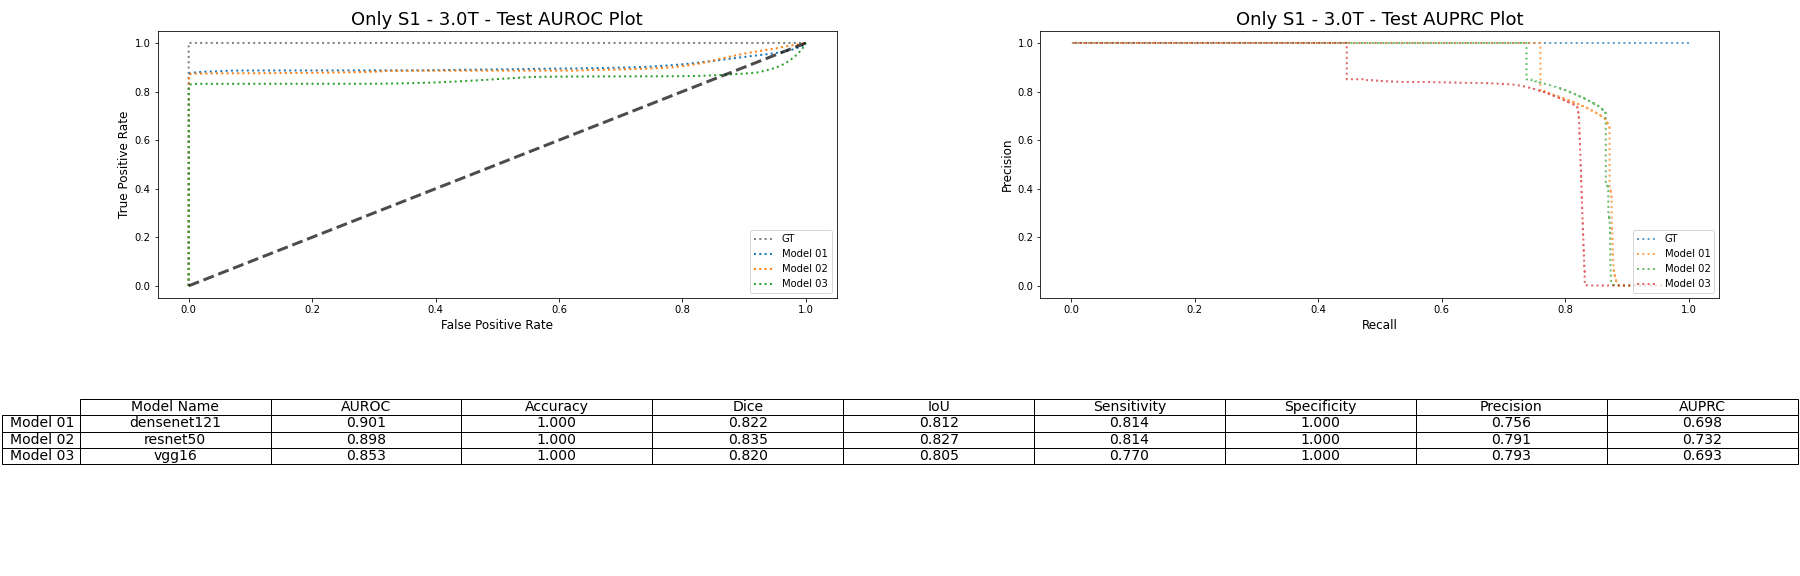 Only S1 - 3.0T - Test AUROC Plot
True Positive Rate
1.0
0.8
0.6
0.4
0.2
0.0
0.0 0.2 0.4 0.6 0.8 1.0
False Positive Rate
GT
Model 01
Model 02
Model 03
Only S1 - 3.0T - Test AUPRC Plot
Precision
1.0
0.8
0.6
0.4
0.2
0.0
0.0 0.2 0.4 0.6 0.8 1.0
Recall
GT
Model 01
Model 02
Model 03
Model Name AUROC Accuracy Dice IoU Sensitivity Specificity Precision AUPRC
Model 01 densenet121 0.901 1.000 0.822 0.812 0.814 1.000 0.756 0.698
Model 02 resnet50 0.898 1.000 0.835 0.827 0.814 1.000 0.791 0.732
Model 03 vgg16 0.853 1.000 0.820 0.805 0.770 1.000 0.793 0.693